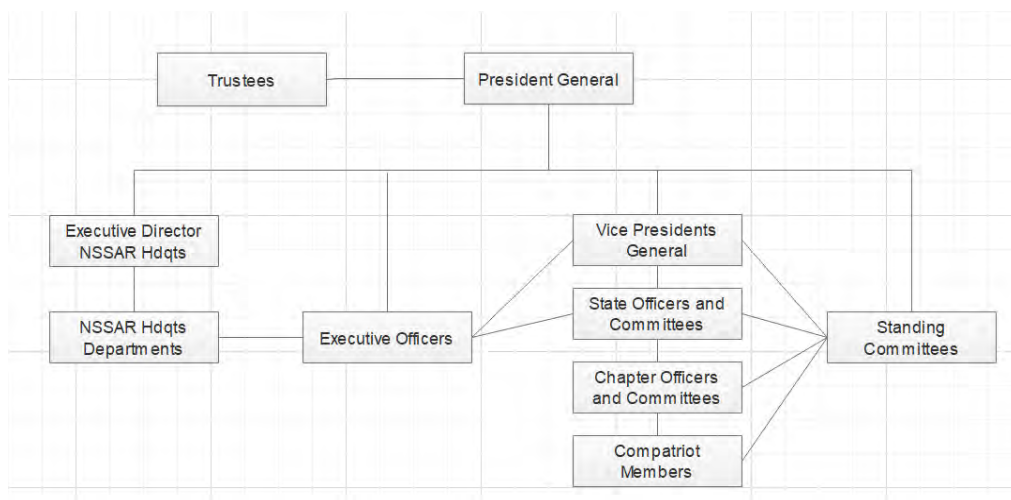 Trustees
President General
Executive Director
NSSAR Hdqts
Vice Presidents
General
NSSAR Hdqts
Departments
Executive Officers
State Officers and
Committees
Standing
Committees
Chapter Officers
and Committees
Compatriot
Members